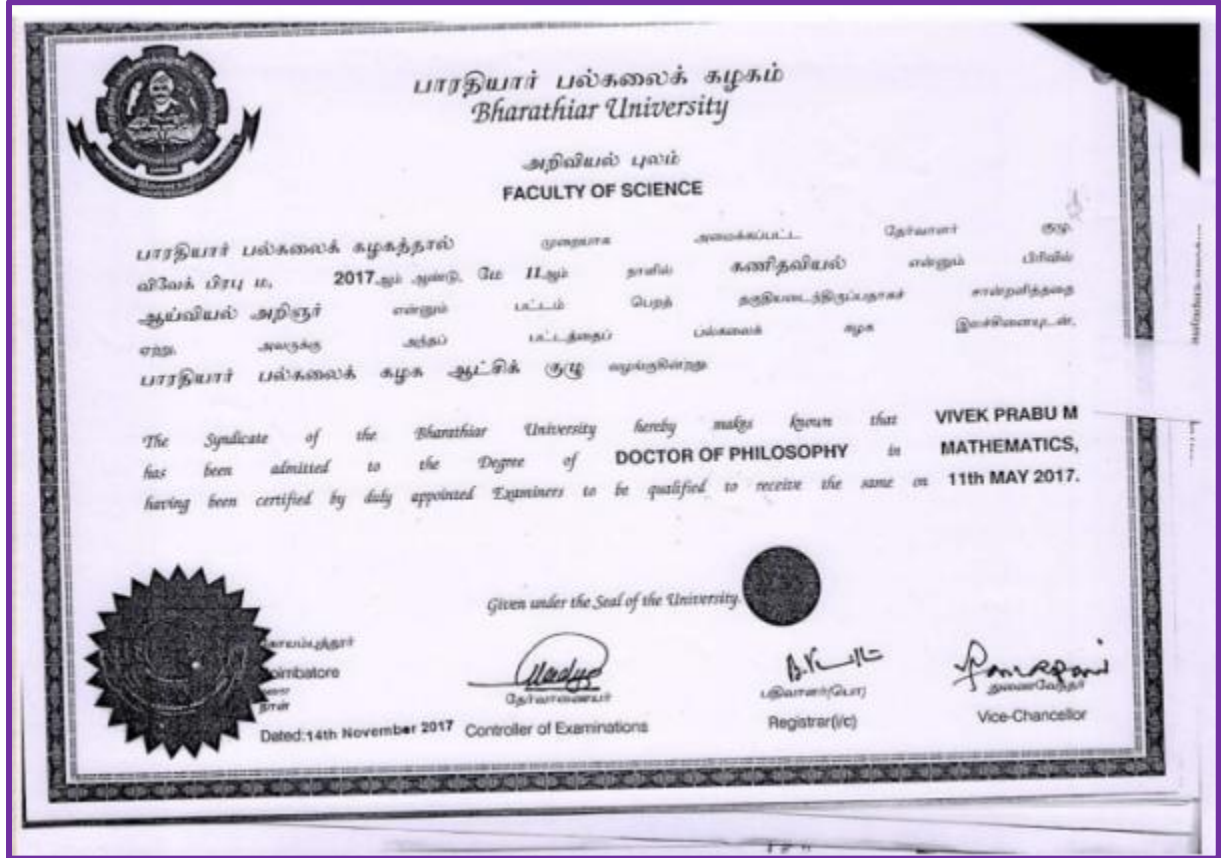 பாரதியார் பல்கலைக் கழகம்
Bharathiar University
அறிவியல் புலம்
FACULTY OF SCIENCE
பாரதியார் பல்கலைக் கழகத்தால் முறையாக அமைக்கப்பட்ட தேர்வாளர் குழு,
விவேக் பிரபு ம, 2017ஆம் ஆண்டு, மே 11ஆம் நாளில் கணிதவியல் என்னும் பிரிவில்
ஆய்வியல் அறிஞர் என்னும் பட்டம் பெறத் தகுதியடைந்திருப்பதாகச் சான்றளித்ததை
ஏற்று, அவருக்கு அந்தப் பட்டத்தைப் பல்கலைக் கழக இலச்சினையுடன்,
பாரதியார் பல்கலைக் கழக ஆட்சிக் குழு வழங்குகின்றது.
The Syndicate of the Bharathiar University hereby makes known that VIVEK PRABU M
has been admitted to the Degree of DOCTOR OF PHILOSOPHY in MATHEMATICS,
having been certified by duly appointed Examiners to be qualified to receive the same on 11th MAY 2017.
Given under the Seal of the University.
கோயம்புத்தூர்
Coimbatore
நாள்
Dated:14th November 2017
தேர்வாணையர்
Controller of Examinations
பதிவாளர்(பொ)
Registrar(i/c)
துணைவேந்தர்
Vice-Chancellor